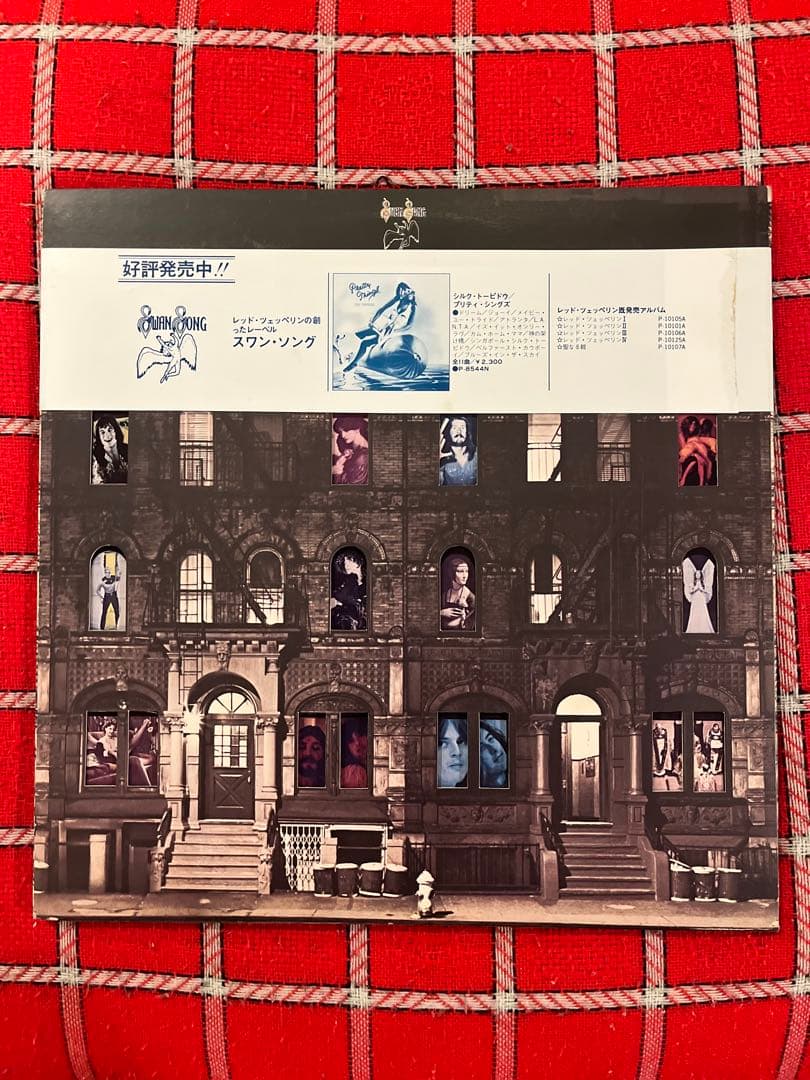 SWAN SONG
好評発売中!!
SWAN SONG
レッド・ツェッペリンの創
ったレーベル
スワン・ソング
Pretty Things
シルク・トーピドウ/
プリティ・シングズ
●ドリーム/ジョーイ/メイビー・
ユー・トライド/アトランタ/L.A.
N.T.A/イズ・イット・オンリー・
ラヴ/カム・ホーム・ママ/株の架
け橋/シンガポール・シルク・トー
ピドウ/ベルファースト・カウボー
イ/ブルーズ・イン・ザ・スカイ
全11曲/¥2,300
●P-8544N
レッド・ツェッペリン既発売アルバム
☆レッド・ツェッペリンⅠ P-10105A
☆レッド・ツェッペリンⅡ P-10101A
☆レッド・ツェッペリンⅢ P-10106A
☆レッド・ツェッペリンⅣ P-10125A
☆聖なる館 P-10107A